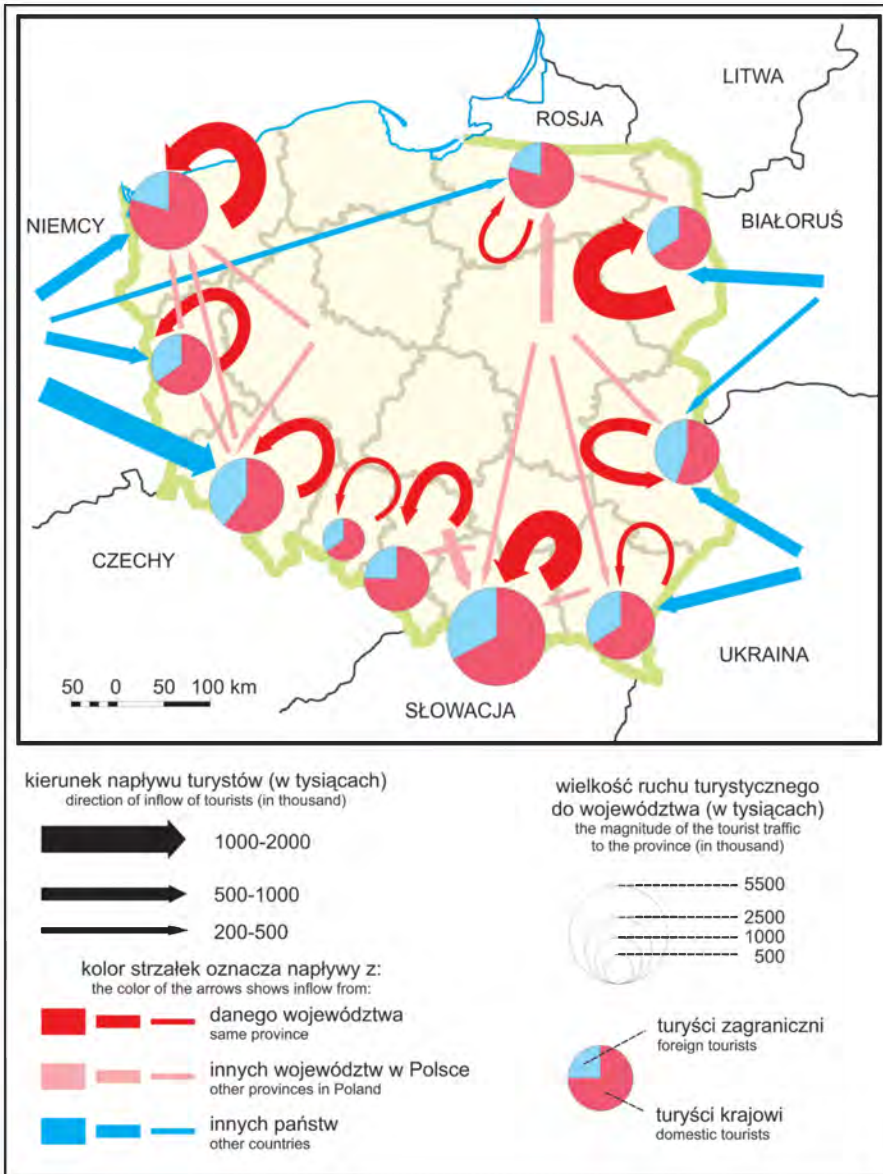 LITWA
ROSJA
NIEMCY
BIAŁORUŚ
CZECHY
UKRAINA
50 0 50 100 km
SŁOWACJA
kierunek napływu turystów (w tysiącach)
direction of inflow of tourists (in thousand)
1000-2000
500-1000
200-500
kolor strzałek oznacza napływy z:
the color of the arrows shows inflow from:
danego województwa
same province
innych województw w Polsce
other provinces in Poland
innych państw
other countries
wielkość ruchu turystycznego
do województwa (w tysiącach)
the magnitude of the tourist traffic
to the province (in thousand)
5500
2500
1000
500
turyści zagraniczni
foreign tourists
turyści krajowi
domestic tourists